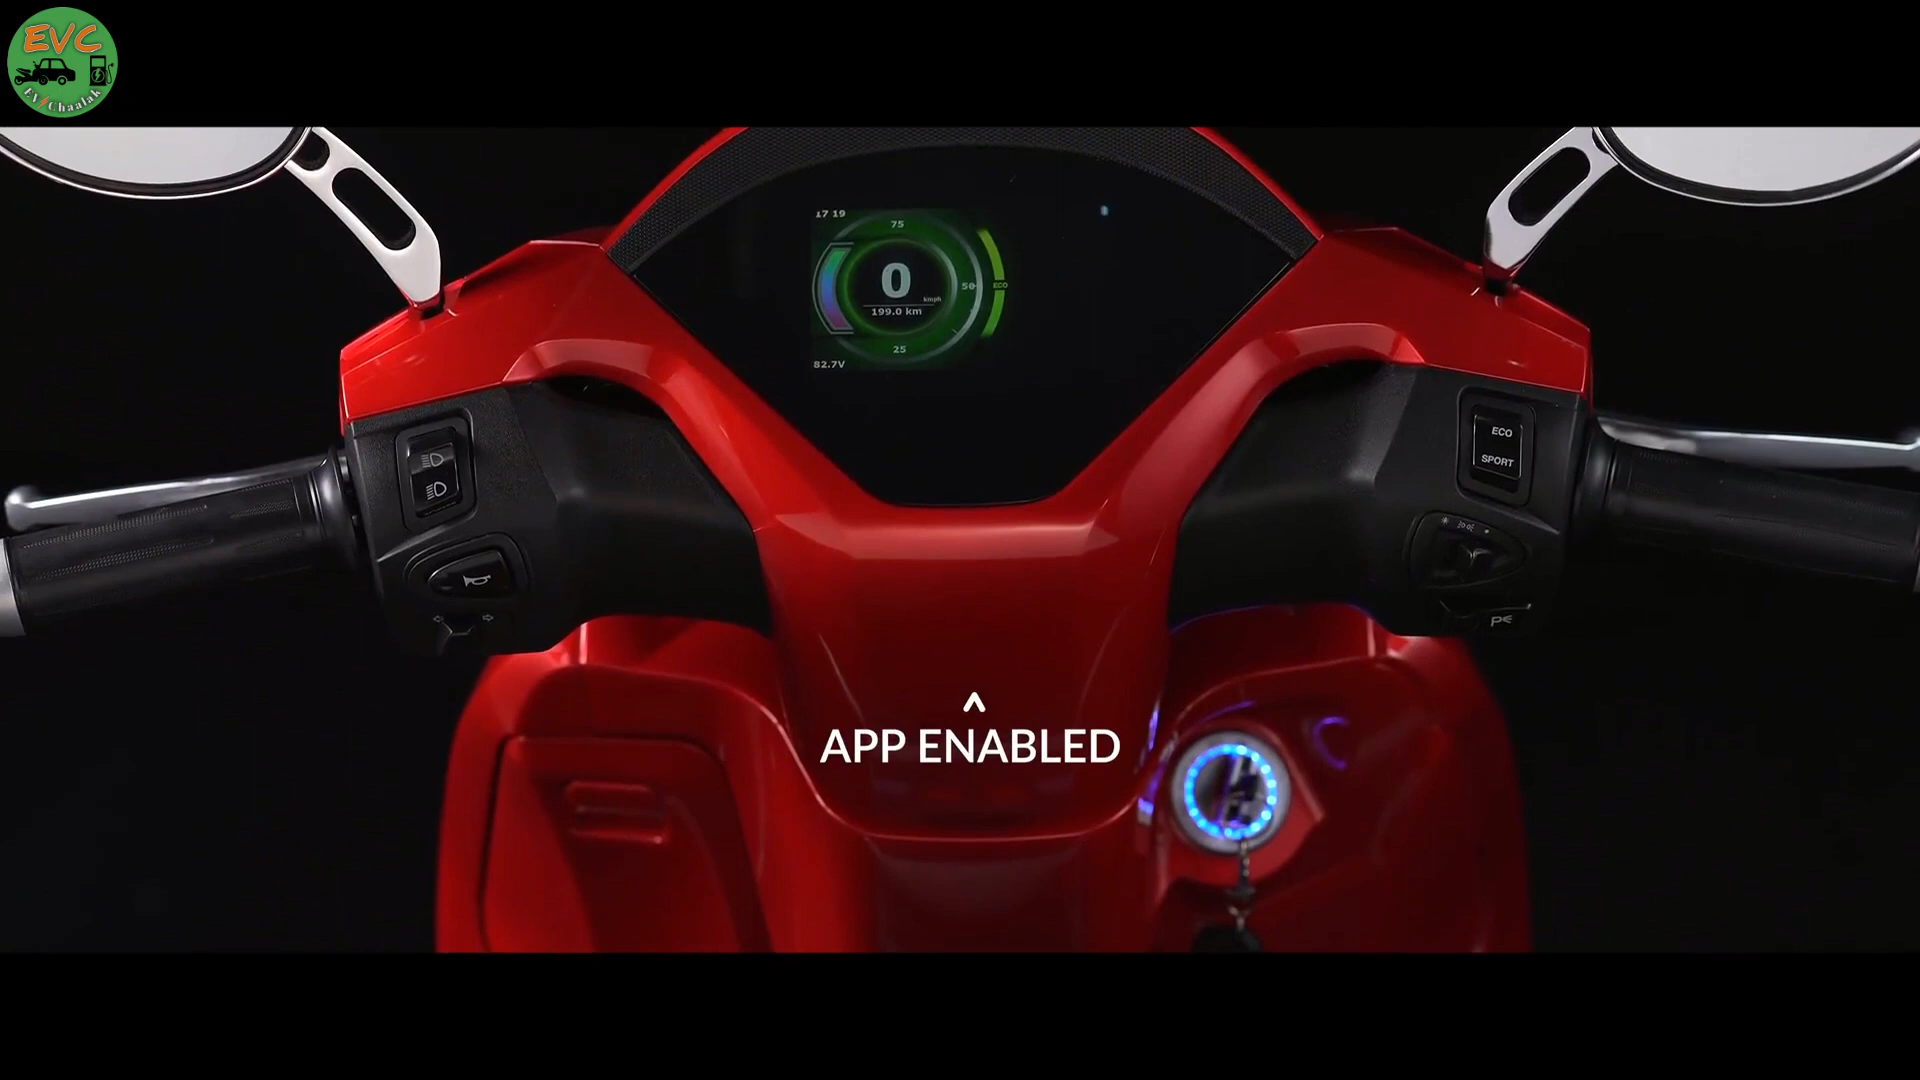 EVC
EV Chaalak
17 19
75
0
50
ECO
kmph
199.0 km
25
82.7V
ECO
SPORT
P
APP ENABLED